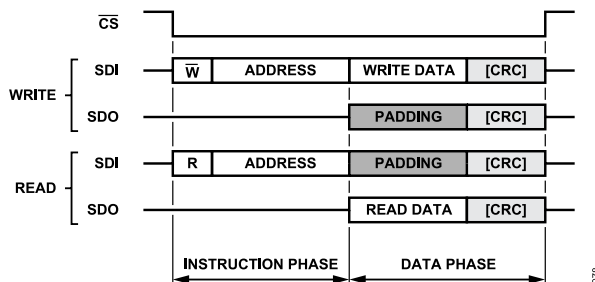 CS
SDI W ADDRESS WRITE DATA [CRC]
WRITE
SDO PADDING [CRC]
SDI R ADDRESS PADDING [CRC]
READ
SDO READ DATA [CRC]
INSTRUCTION PHASE DATA PHASE